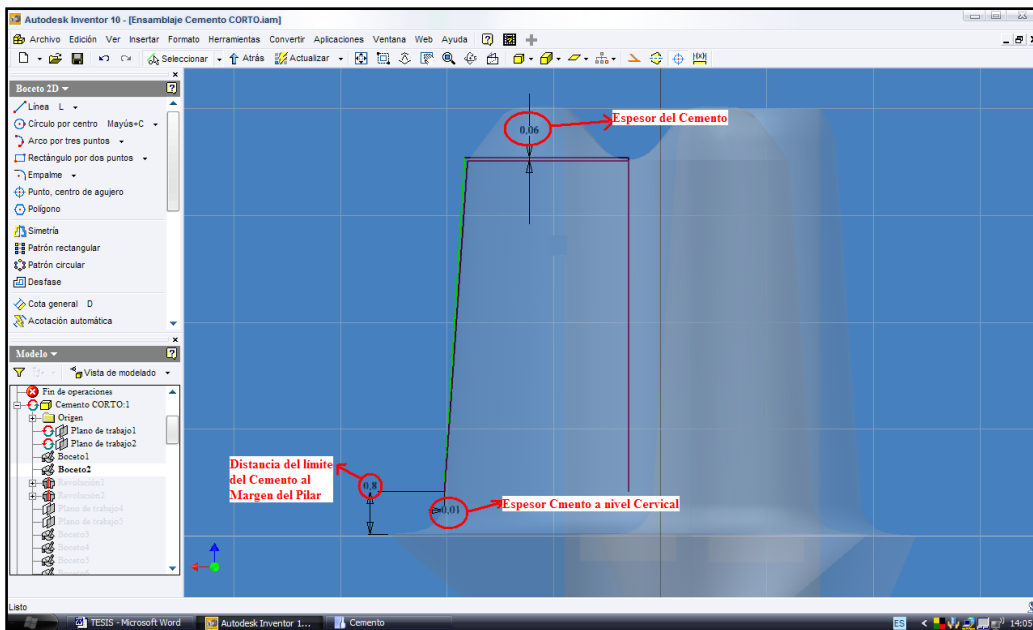 Autodesk Inventor 10 - [Ensamblaje Cemento CORTO.iam]
Archivo Edición Ver Insertar Formato Herramientas Convertir Aplicaciones Ventana Web Ayuda
Seleccionar Atrás Actualizar
Boceto 2D
Línea L
Círculo por centro Mayús+C
Arco por tres puntos
Rectángulo por dos puntos
Empalme
Punto, centro de agujero
Polígono
Simetría
Patrón rectangular
Patrón circular
Desfase
Cota general D
Acotación automática
Modelo
Vista de modelado
Fin de operaciones
Cemento CORTO:1
Origen
Plano de trabajo1
Plano de trabajo2
Boceto1
Boceto2
Revolución1
Revolución2
Plano de trabajo4
Plano de trabajo5
Boceto3
Boceto4
0,06
Espesor del Cemento
Distancia del límite
del Cemento al
Margen del Pilar
0,8
0,01
Espesor Cmento a nivel Cervical
Listo
TESIS - Microsoft Word
Autodesk Inventor 1...
Cemento
ES
14:05